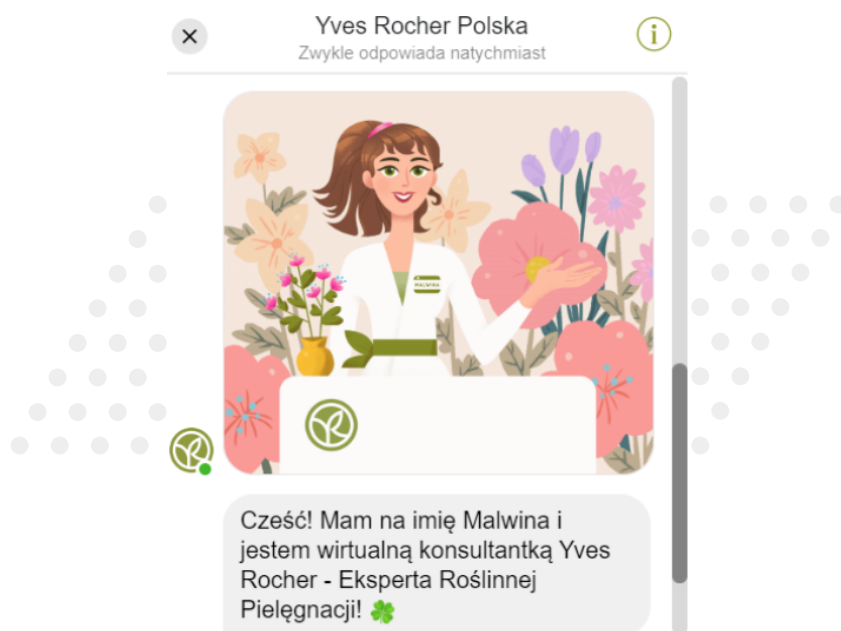 Yves Rocher Polska
Zwykle odpowiada natychmiast
MALWINA
Cześć! Mam na imię Malwina i
jestem wirtualną konsultantką Yves
Rocher - Eksperta Roślinnej
Pielęgnacji! 🍀